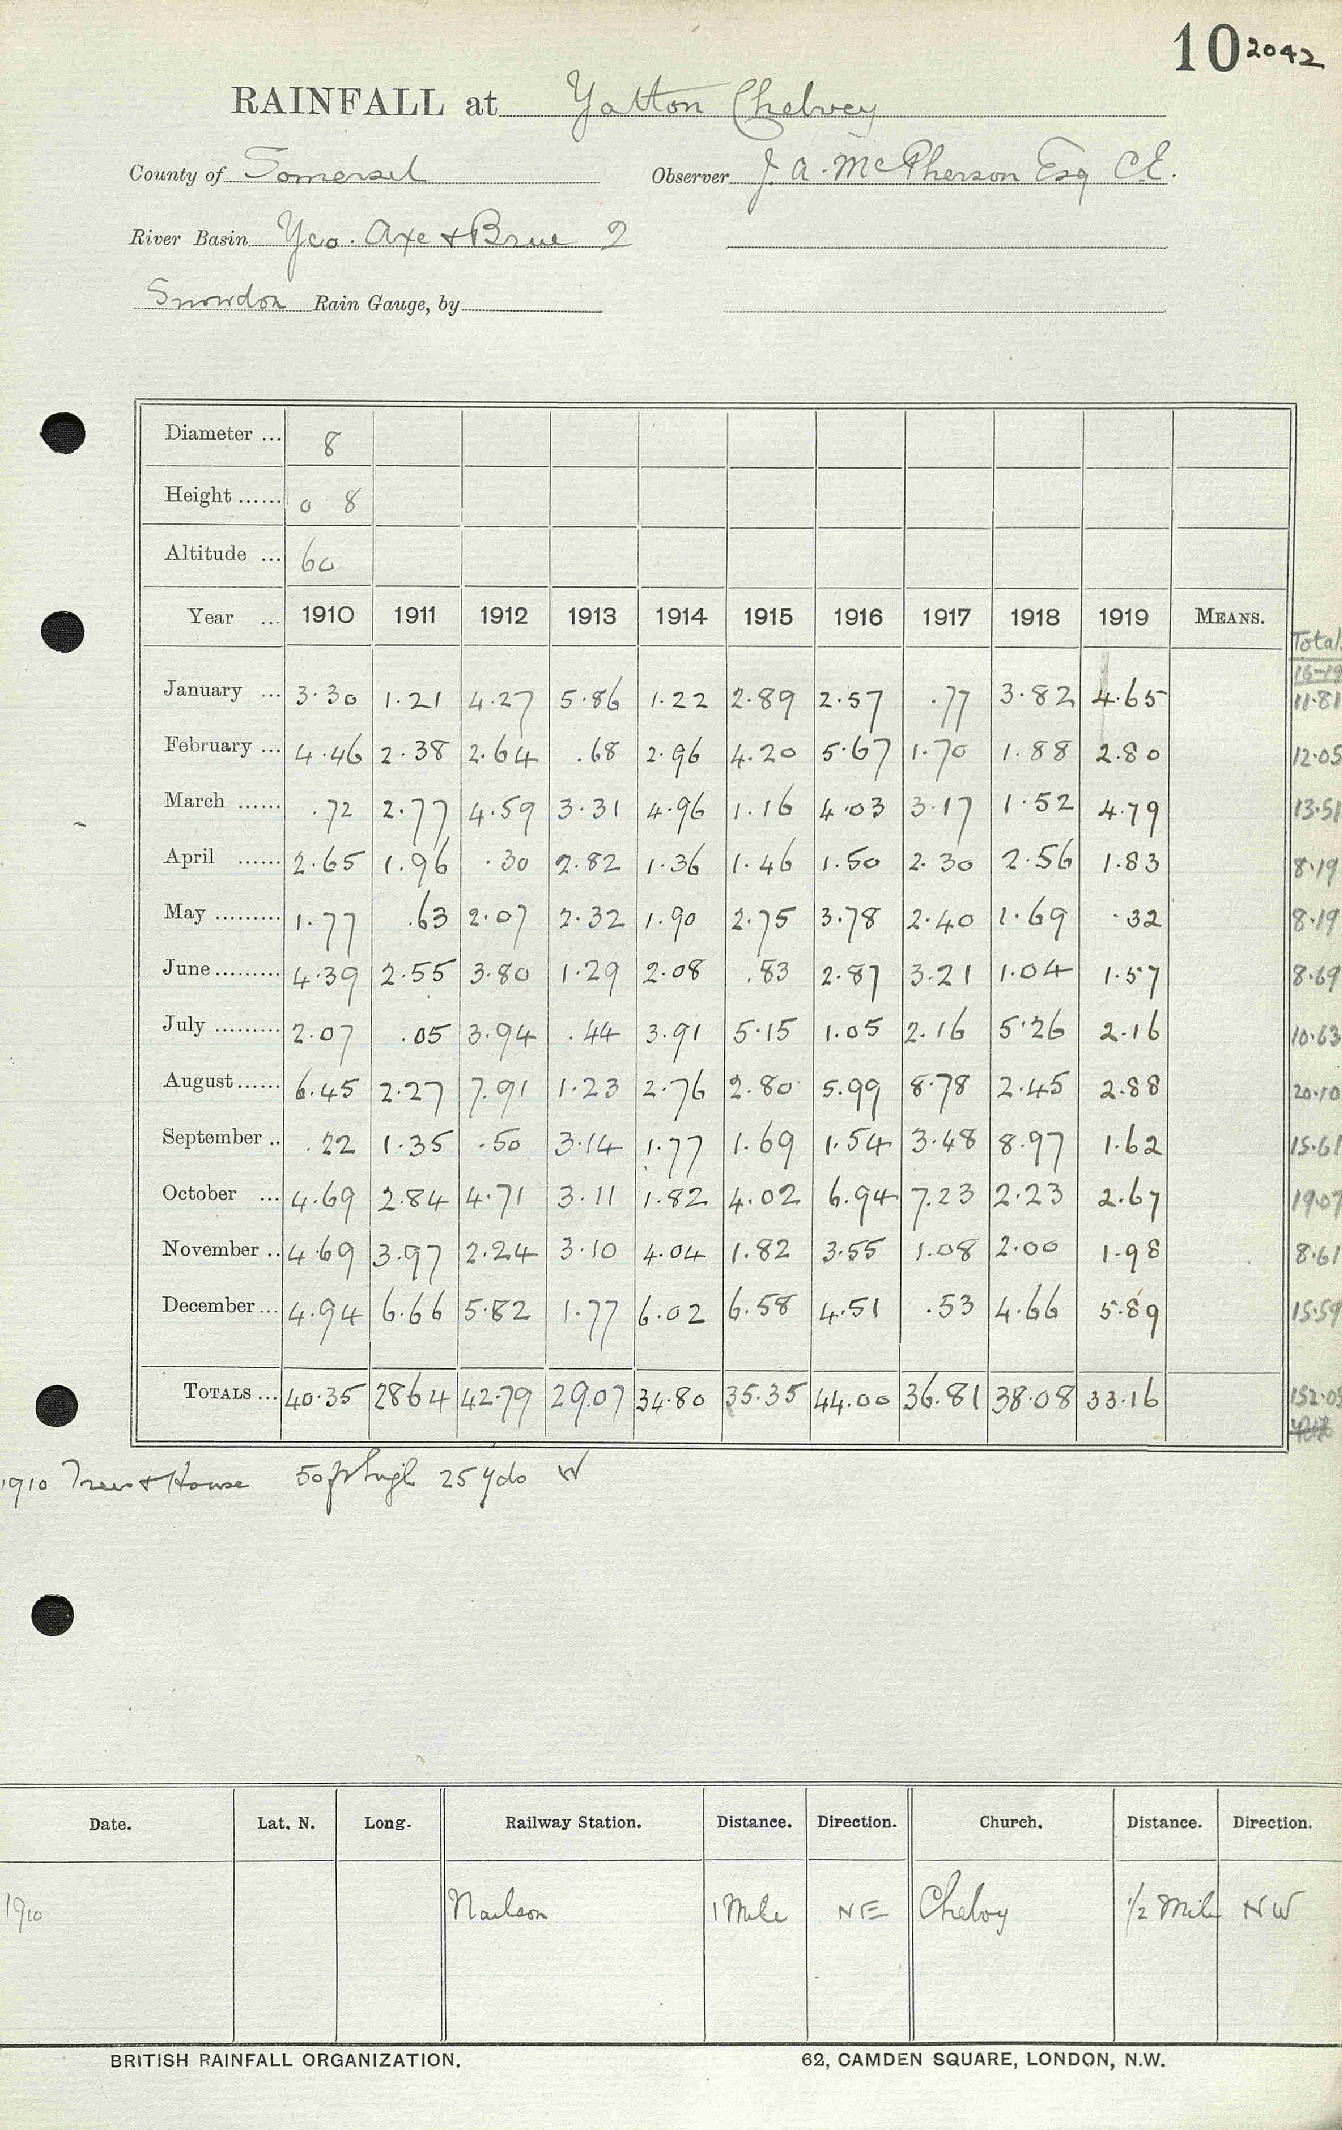 10 2042
RAINFALL at Yatton Chelvey
County of Somerset Observer J. A. McPherson Esq C.E.
River Basin Yeo. Axe & Brue 2
Snowdon Rain Gauge, by
Diameter ... 8
Height ...... 0 8
Altitude ... 60
Year ... 1910 1911 1912 1913 1914 1915 1916 1917 1918 1919 MEANS. Total 16-19
January ... 3.30 1.21 4.27 5.86 1.22 2.89 2.57 .77 3.82 4.65 11.81
February ... 4.46 2.38 2.64 .68 2.96 4.20 5.67 1.70 1.88 2.80 12.05
March ...... .72 2.77 4.59 3.31 4.96 1.16 4.03 3.17 1.52 4.79 13.51
April ...... 2.65 1.96 .30 2.82 1.36 1.46 1.50 2.30 2.56 1.83 8.19
May ......... 1.77 .63 2.07 2.32 1.90 2.75 3.78 2.40 1.69 .32 8.19
June ......... 4.39 2.55 3.80 1.29 2.08 .83 2.87 3.21 1.04 1.57 8.69
July ......... 2.07 .05 3.94 .44 3.91 5.15 1.05 2.16 5.26 2.16 10.63
August ...... 6.45 2.27 7.91 1.23 2.76 2.80 5.99 8.78 2.45 2.88 20.10
September .. .22 1.35 .50 3.14 1.77 1.69 1.54 3.48 8.97 1.62 15.61
October ... 4.69 2.84 4.71 3.11 1.82 4.02 6.94 7.23 2.23 2.67 19.07
November .. 4.69 3.97 2.24 3.10 4.04 1.82 3.55 1.08 2.00 1.98 8.61
December ... 4.94 6.66 5.82 1.77 6.02 6.58 4.51 .53 4.66 5.89 15.59
TOTALS ... 40.35 2864 42.79 29.07 34.80 35.35 44.00 36.81 38.08 33.16 152.05
1910 Trees & House 50ft high 25 yds W
Date. Lat. N. Long. Railway Station. Distance. Direction. Church. Distance. Direction.
1910 Nailson 1 Mile NE Chelvy 1/2 Mile NW
BRITISH RAINFALL ORGANIZATION. 62, CAMDEN SQUARE, LONDON, N.W.